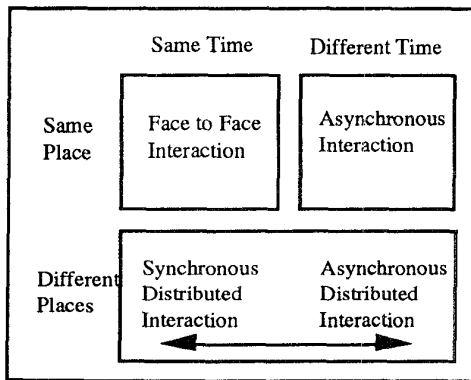 Same Time
Different Time
Same
Place
Face to Face
Interaction
Asynchronous
Interaction
Different
Places
Synchronous
Distributed
Interaction
Asynchronous
Distributed
Interaction